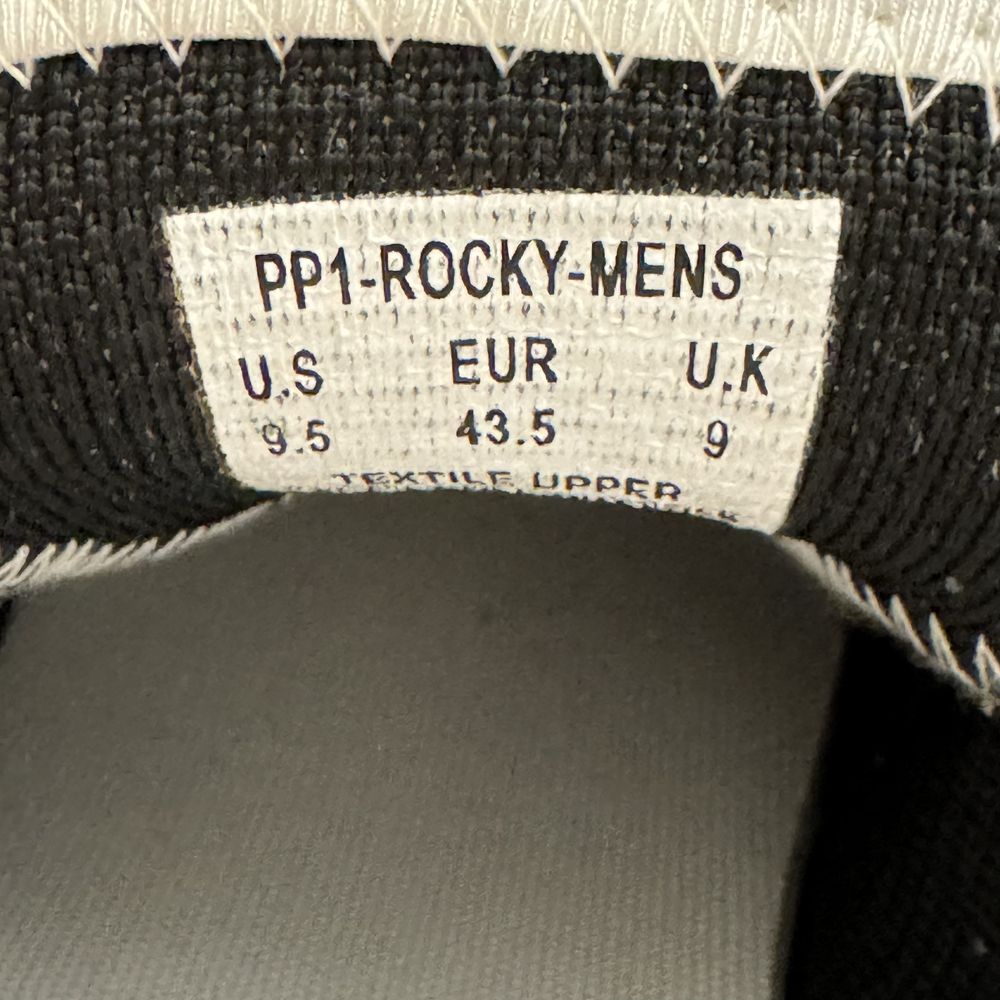 PP1-ROCKY-MENS
U.S EUR U.K
9.5 43.5 9
TEXTILE UPPER